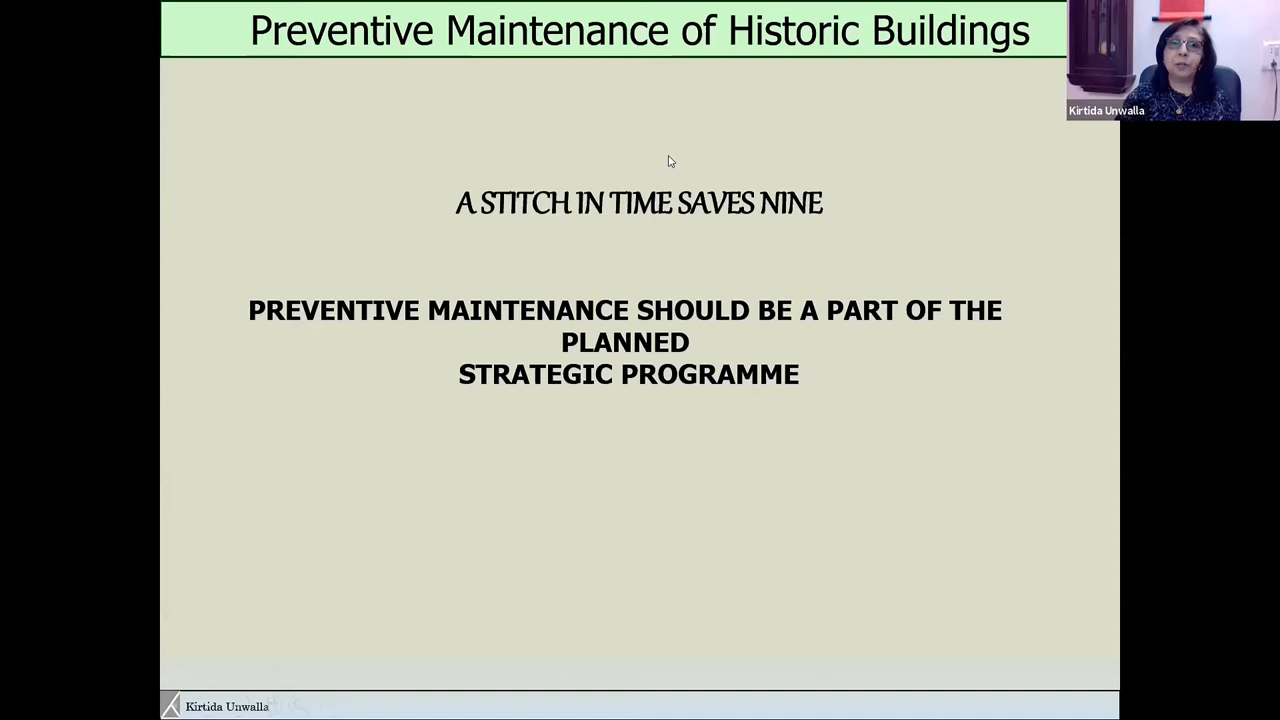 Preventive Maintenance of Historic Buildings
Kirtida Unwalla
A STITCH IN TIME SAVES NINE
PREVENTIVE MAINTENANCE SHOULD BE A PART OF THE
PLANNED
STRATEGIC PROGRAMME
Kirtida Unwalla